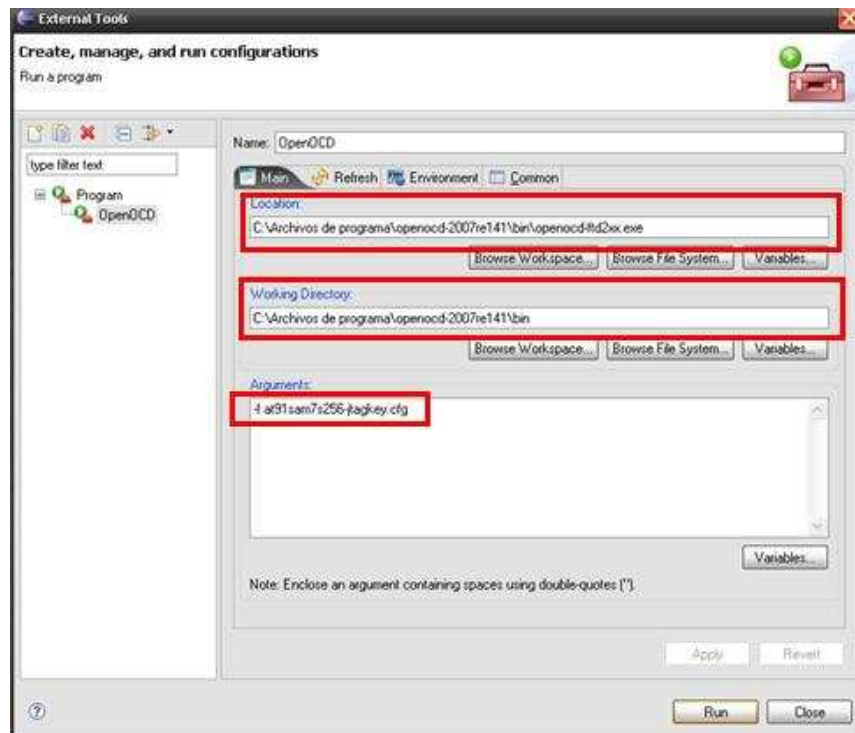 External Tools
Create, manage, and run configurations
Run a program
type filter text
Program
OpenOCD
Name: OpenOCD
Main Refresh Environment Common
Location:
C:\Archivos de programa\openocd-2007re141\bin\openocd-ftd2xx.exe
Browse Workspace... Browse File System... Variables...
Working Directory:
C:\Archivos de programa\openocd-2007re141\bin
Browse Workspace... Browse File System... Variables...
Arguments:
-f at91sam7s256-jtagkey.cfg
Variables...
Note: Enclose an argument containing spaces using double-quotes (").
Apply Revert
Run Close